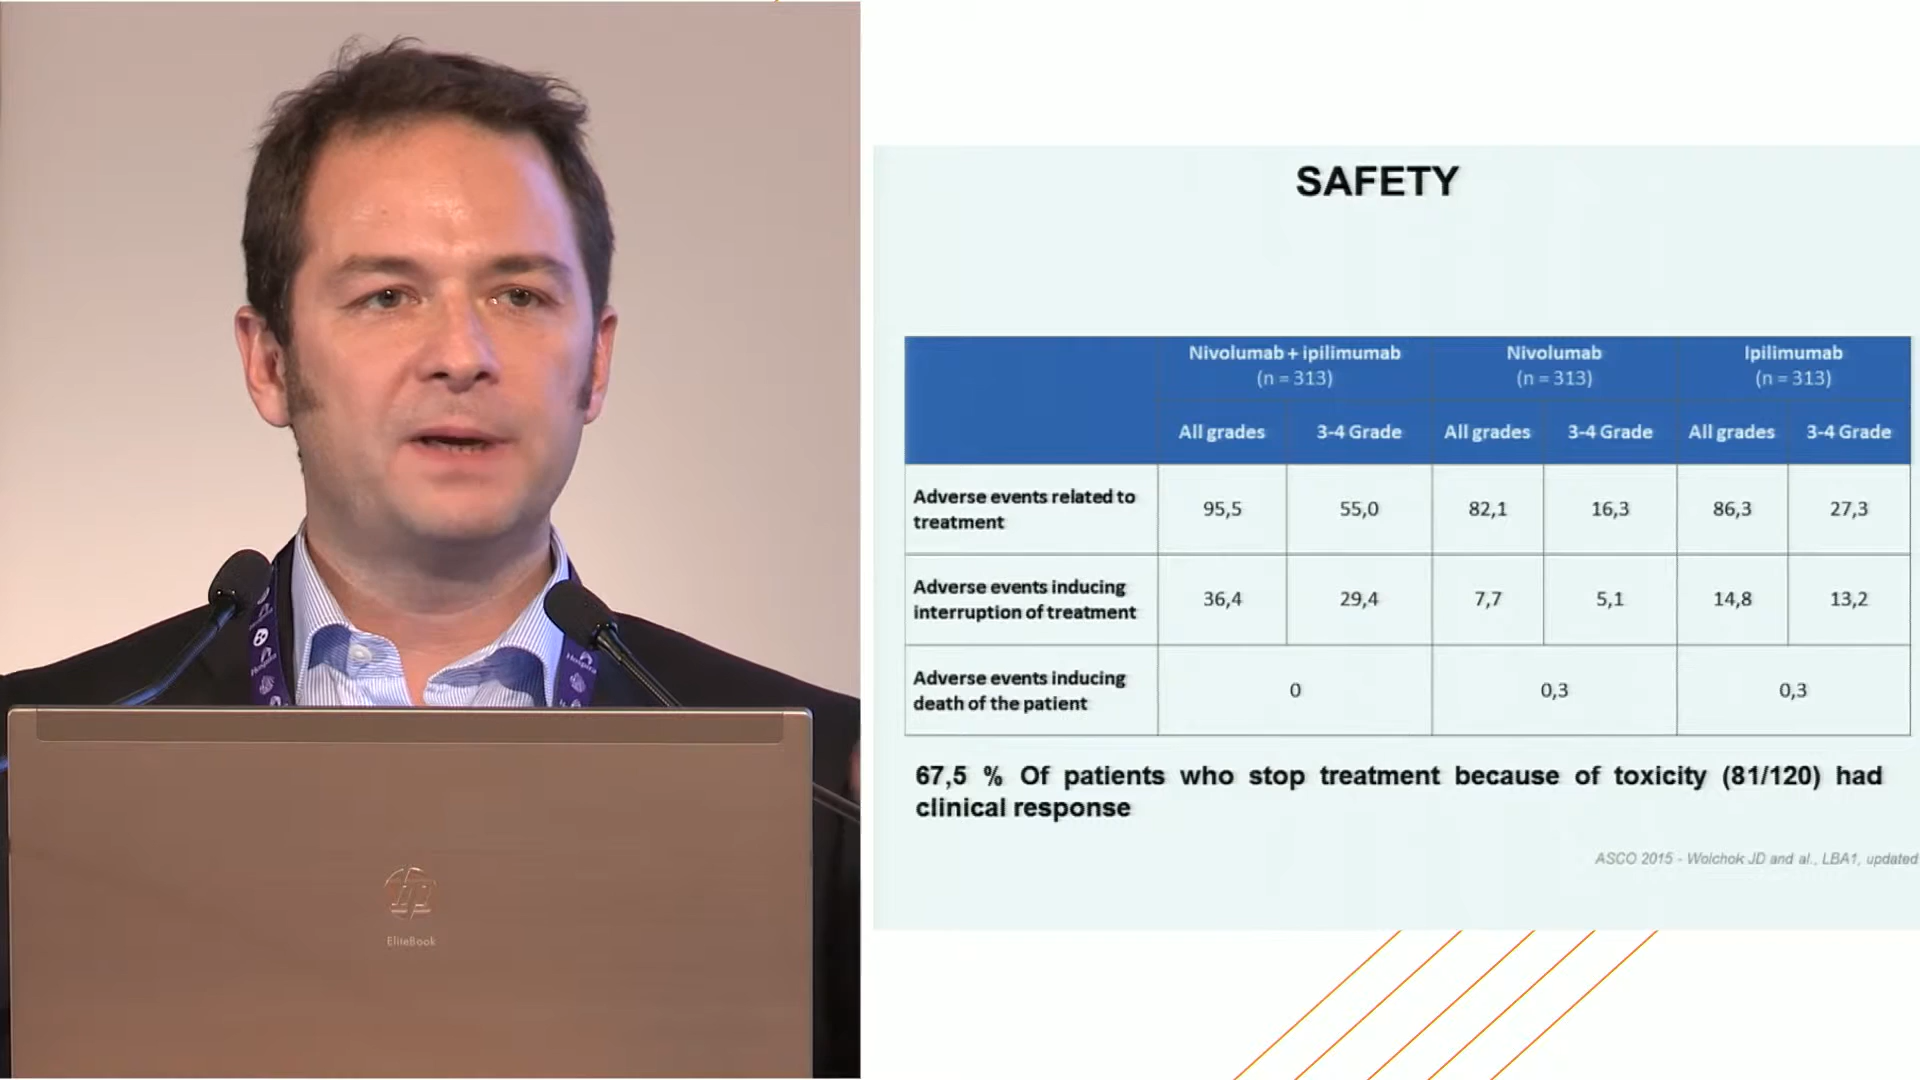 SAFETY
Nivolumab + ipilimumab
(n = 313)
Nivolumab
(n = 313)
Ipilimumab
(n = 313)
All grades 3-4 Grade All grades 3-4 Grade All grades 3-4 Grade
Adverse events related to
treatment
95,5 55,0 82,1 16,3 86,3 27,3
Adverse events inducing
interruption of treatment
36,4 29,4 7,7 5,1 14,8 13,2
Adverse events inducing
death of the patient
0 0,3 0,3
67,5 % Of patients who stop treatment because of toxicity (81/120) had
clinical response
ASCO 2015 - Wolchok JD and al., LBA1, updated
Hospira
Hospira
hp
EliteBook